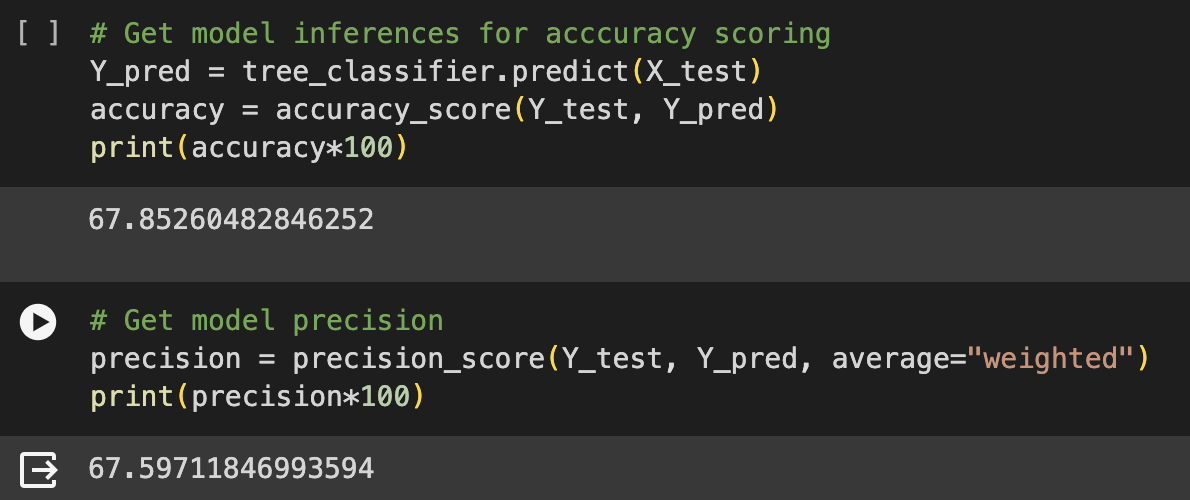 [ ] # Get model inferences for acccuracy scoring
Y_pred = tree_classifier.predict(X_test)
accuracy = accuracy_score(Y_test, Y_pred)
print(accuracy*100)
67.85260482846252
# Get model precision
precision = precision_score(Y_test, Y_pred, average="weighted")
print(precision*100)
67.59711846993594